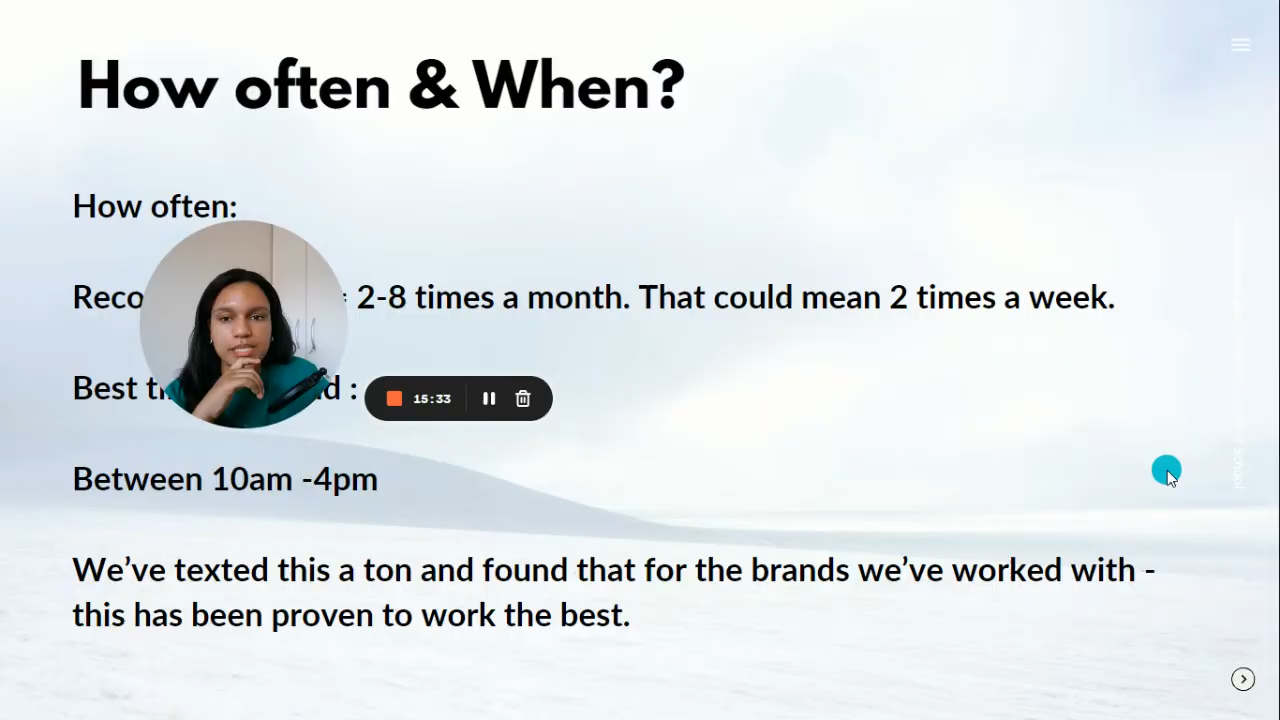 How often & When?
How often:
Reco 2-8 times a month. That could mean 2 times a week.
Best d :
15:33
Between 10am -4pm
We’ve texted this a ton and found that for the brands we’ve worked with -
this has been proven to work the best.